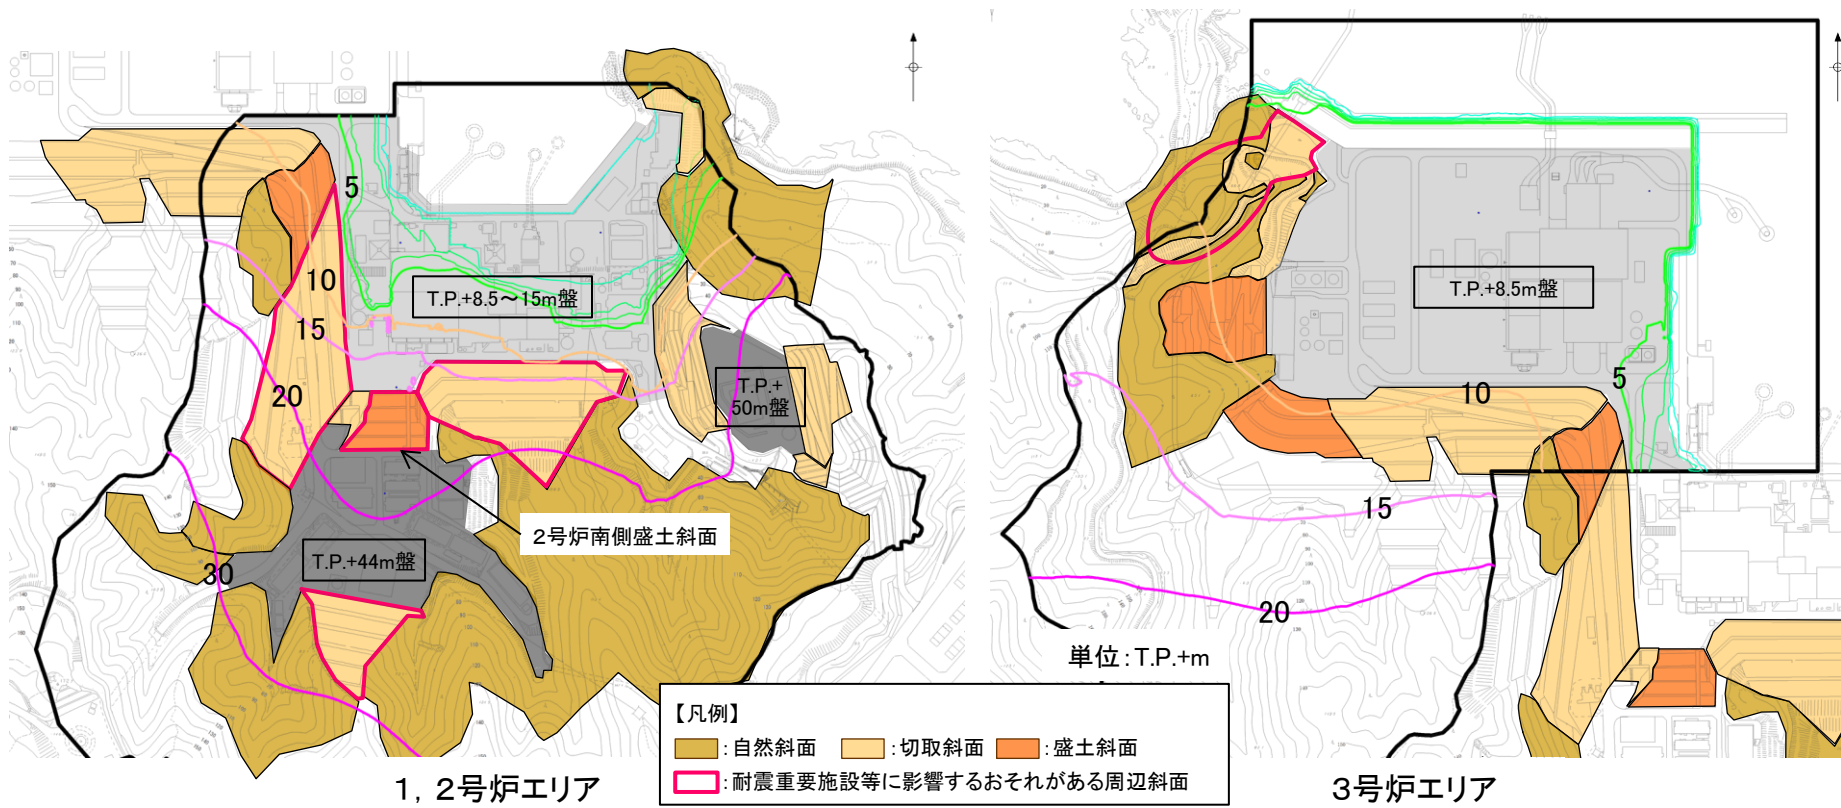 5
10
15
20
30
T.P.+8.5～15m盤
T.P.+
50m盤
2号炉南側盛土斜面
T.P.+44m盤
1，2号炉エリア
T.P.+8.5m盤
5
10
15
20
単位：T.P.+m
3号炉エリア
【凡例】
：自然斜面 ：切取斜面 ：盛土斜面
：耐震重要施設等に影響するおそれがある周辺斜面